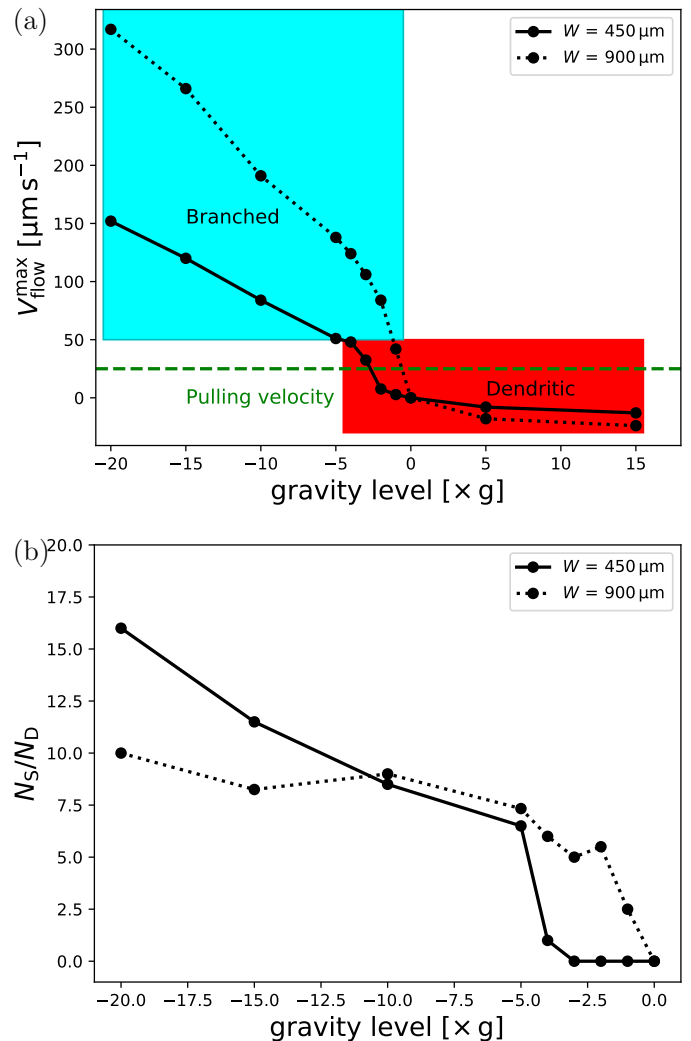 (a)
W = 450 µm
W = 900 µm
300
250
200
150
100
50
0
V_flow^max [µm s⁻¹]
Branched
Pulling velocity
Dendritic
−20 −15 −10 −5 0 5 10 15
gravity level [× g]
(b)
W = 450 µm
W = 900 µm
20.0
17.5
15.0
12.5
10.0
7.5
5.0
2.5
0.0
N_S/N_D
−20.0 −17.5 −15.0 −12.5 −10.0 −7.5 −5.0 −2.5 0.0
gravity level [× g]